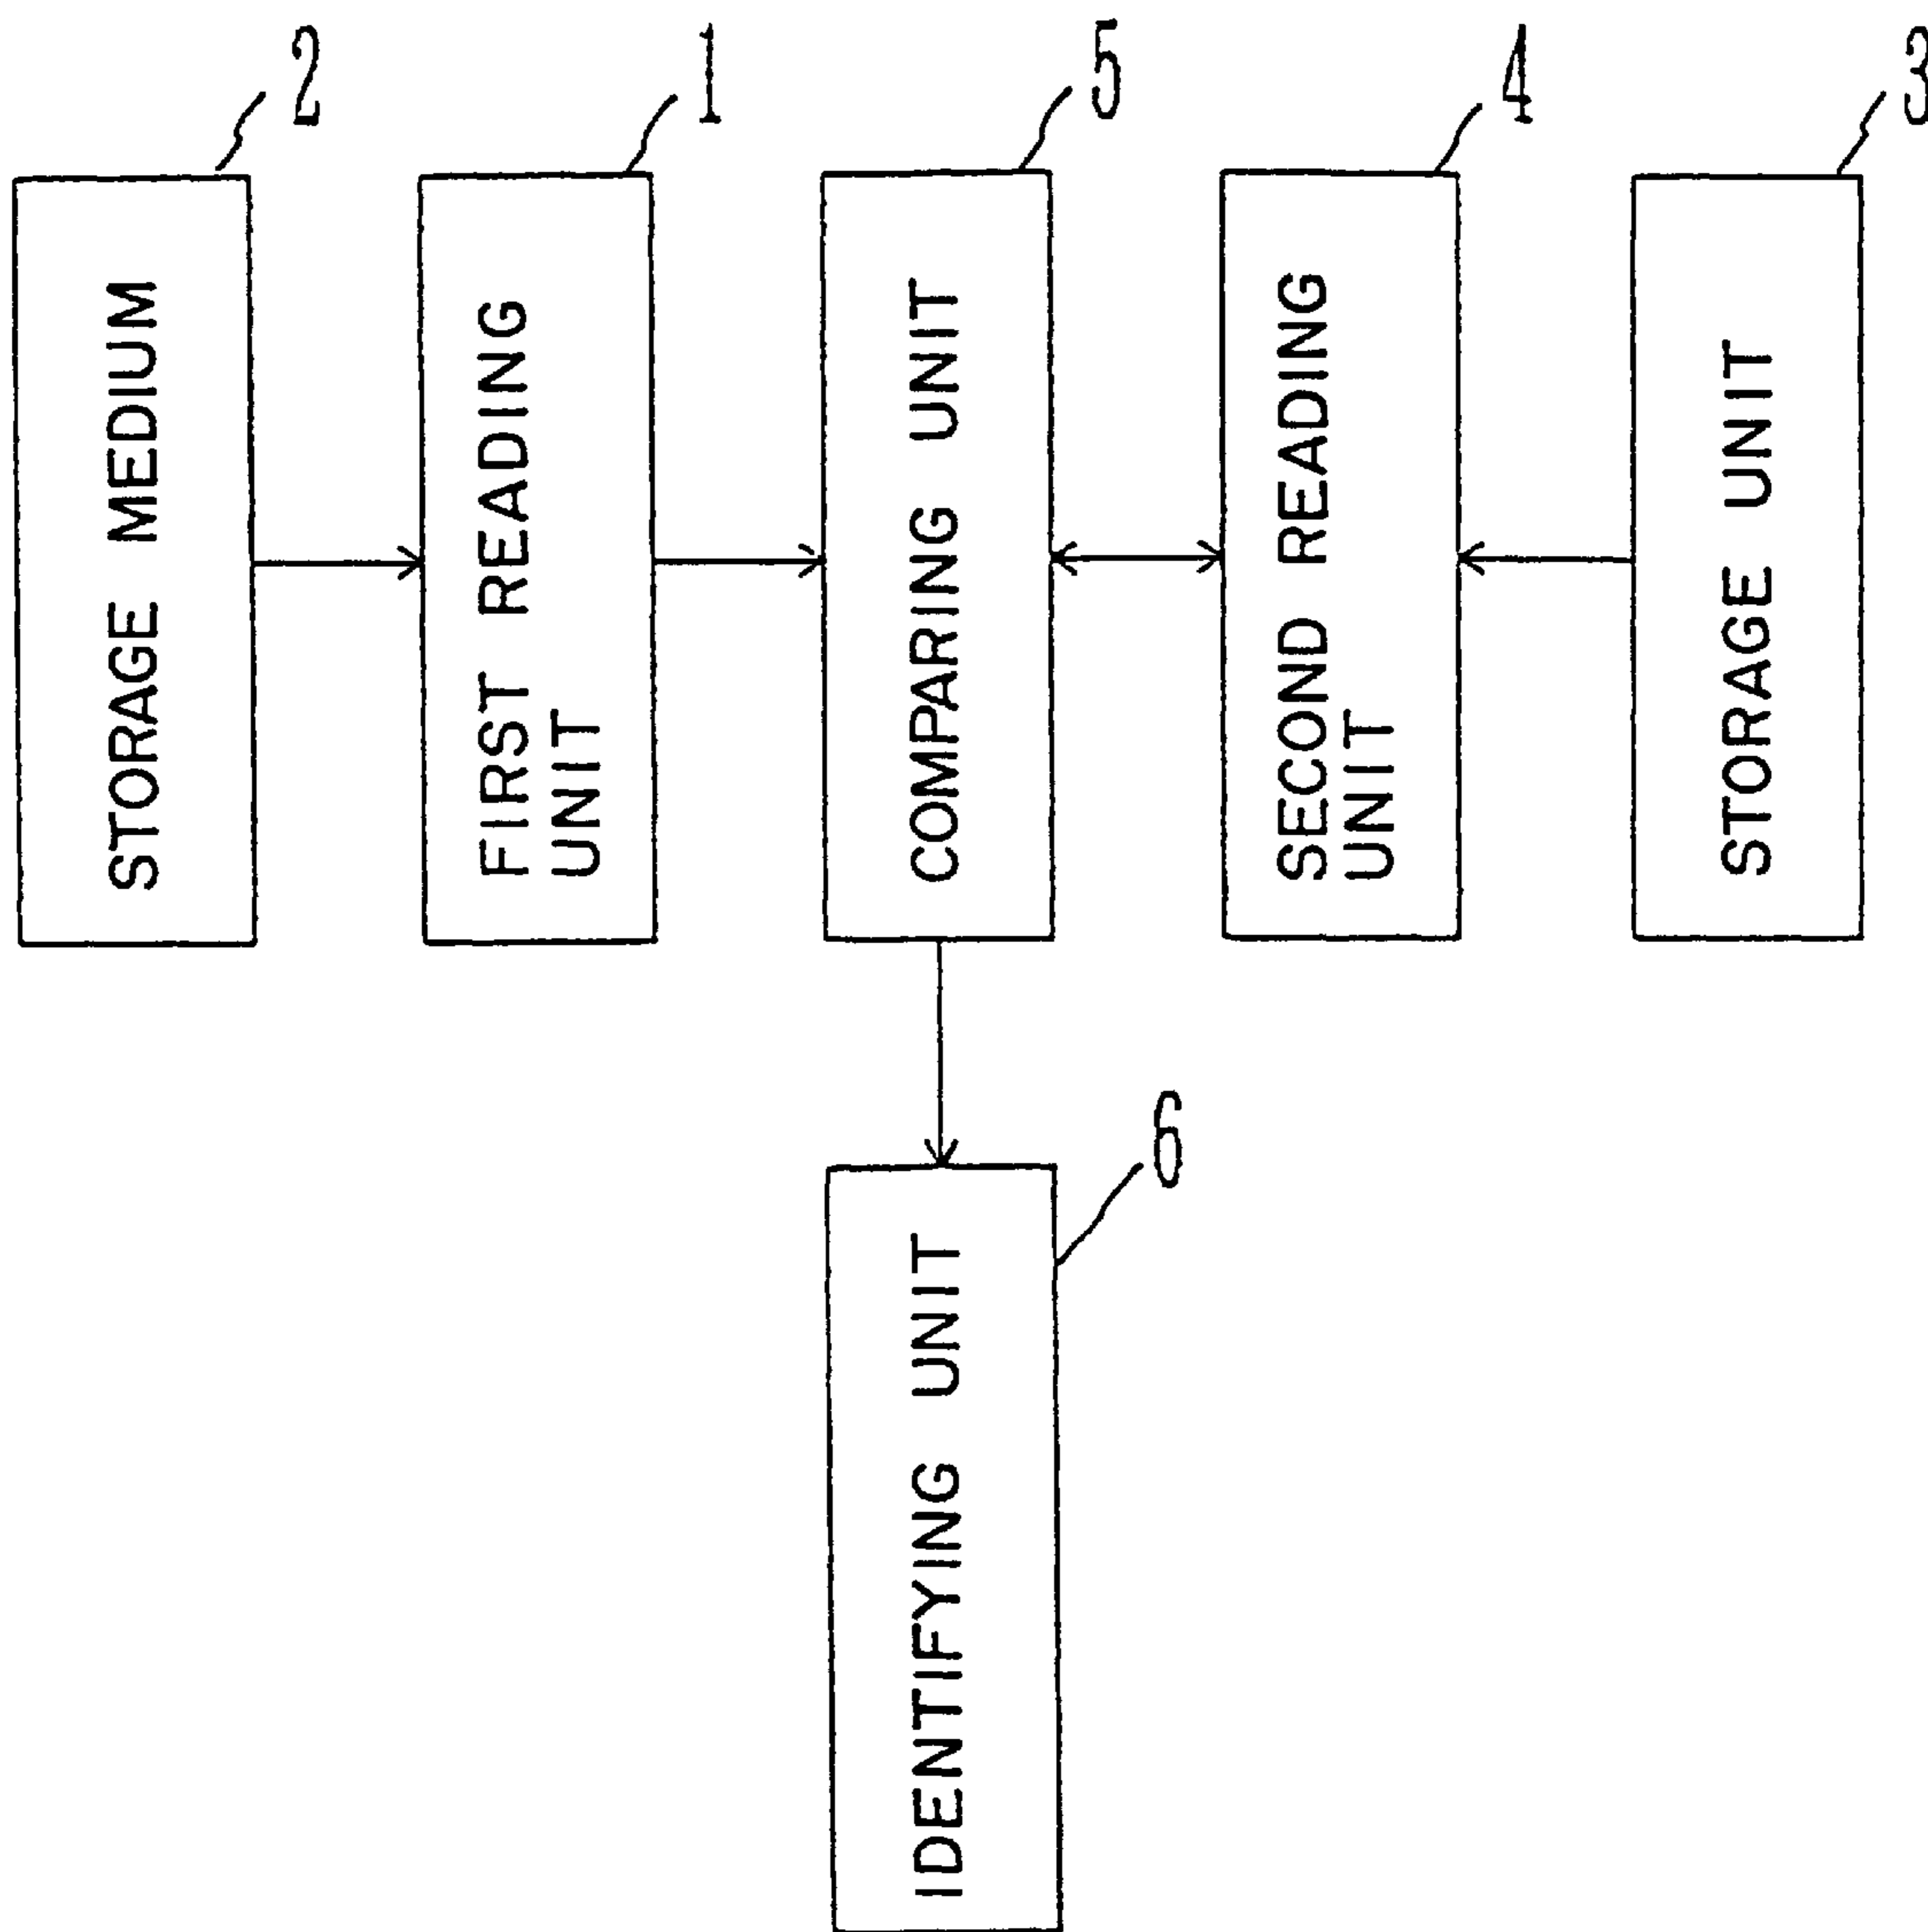 2
1
5
4
3
STORAGE MEDIUM
FIRST READING
UNIT
COMPARING UNIT
SECOND READING
UNIT
STORAGE UNIT
6
IDENTIFYING UNIT